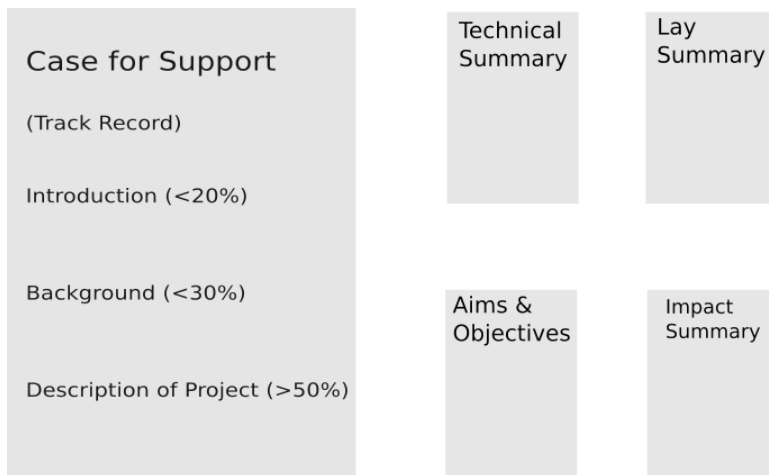 Case for Support
(Track Record)
Introduction (<20%)
Background (<30%)
Description of Project (>50%)
Technical
Summary
Lay
Summary
Aims &
Objectives
Impact
Summary